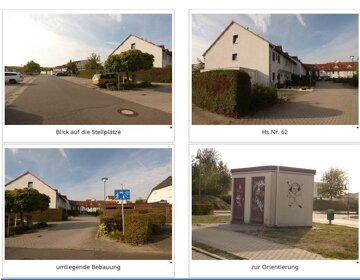 Blick auf die Stellplätze
Hs.Nr. 62
umliegende Bebauung
zur Orientierung